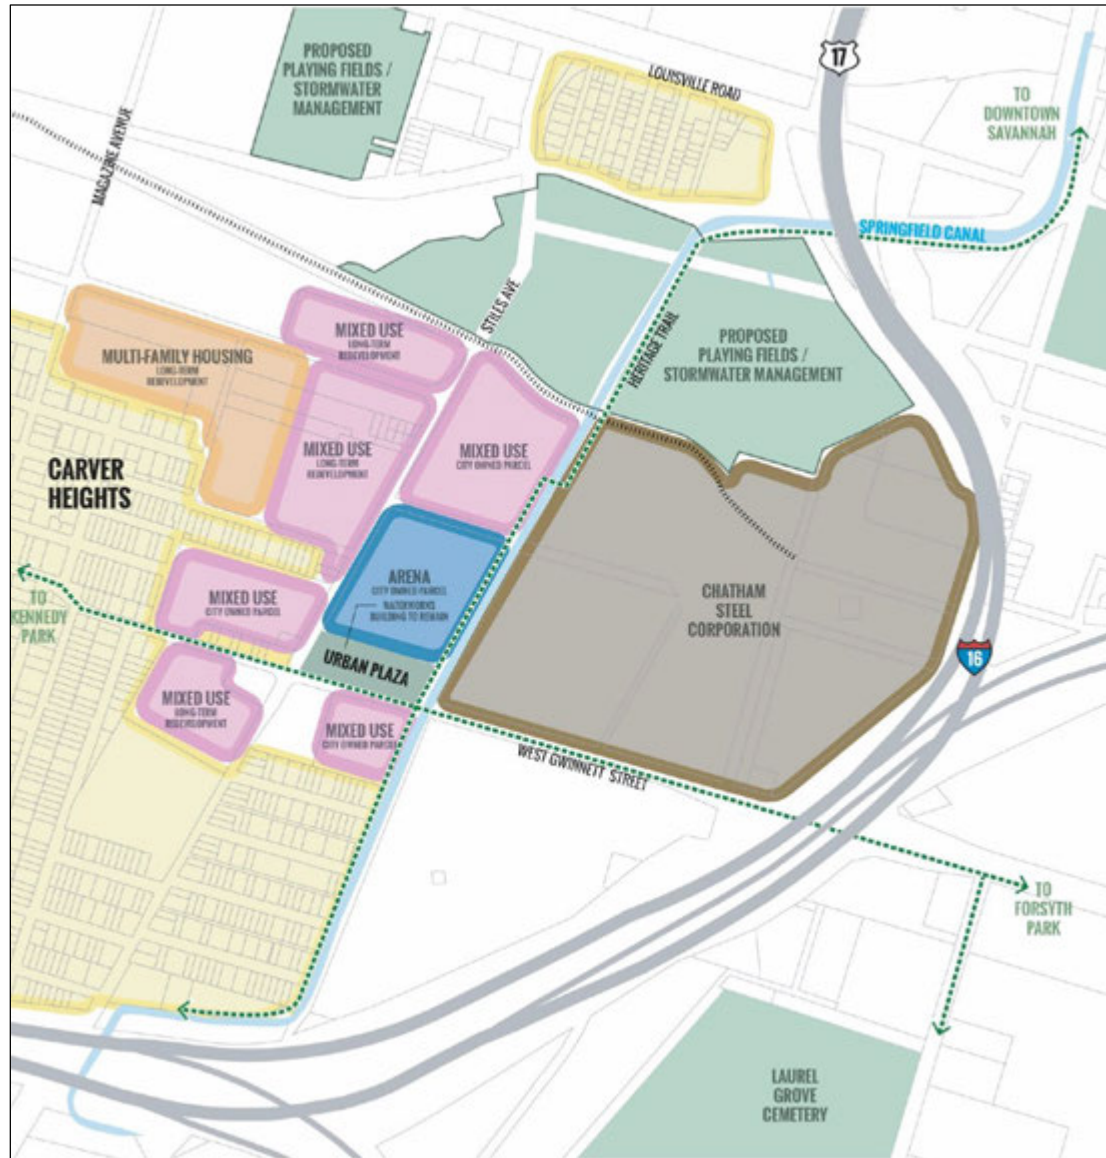 PROPOSED
PLAYING FIELDS /
STORMWATER
MANAGEMENT
LOUISVILLE ROAD
17
TO
DOWNTOWN
SAVANNAH
MAGAZINE AVENUE
SPRINGFIELD CANAL
STILES AVE
HERITAGE TRAIL
PROPOSED
PLAYING FIELDS /
STORMWATER MANAGEMENT
MIXED USE
LONG-TERM
REDEVELOPMENT
MULTI-FAMILY HOUSING
LONG-TERM
REDEVELOPMENT
MIXED USE
LONG-TERM
REDEVELOPMENT
MIXED USE
CITY OWNED PARCEL
CARVER
HEIGHTS
ARENA
CITY OWNED PARCEL
WATERWORKS
BUILDING TO REMAIN
CHATHAM
STEEL
CORPORATION
MIXED USE
CITY OWNED PARCEL
TO
KENNEDY
PARK
URBAN PLAZA
16
MIXED USE
LONG-TERM
REDEVELOPMENT
MIXED USE
CITY OWNED PARCEL
WEST GWINNETT STREET
TO
FORSYTH
PARK
LAUREL
GROVE
CEMETERY